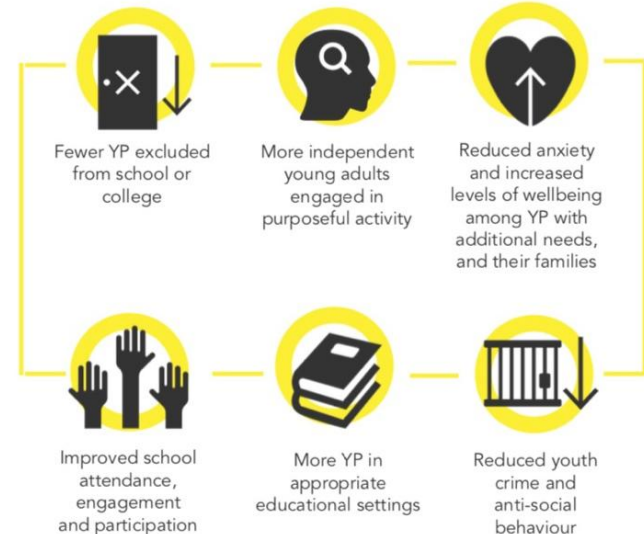 Fewer YP excluded
from school or
college
More independent
young adults
engaged in
purposeful activity
Reduced anxiety
and increased
levels of wellbeing
among YP with
additional needs,
and their families
Improved school
attendance,
engagement
and participation
More YP in
appropriate
educational settings
Reduced youth
crime and
anti-social
behaviour